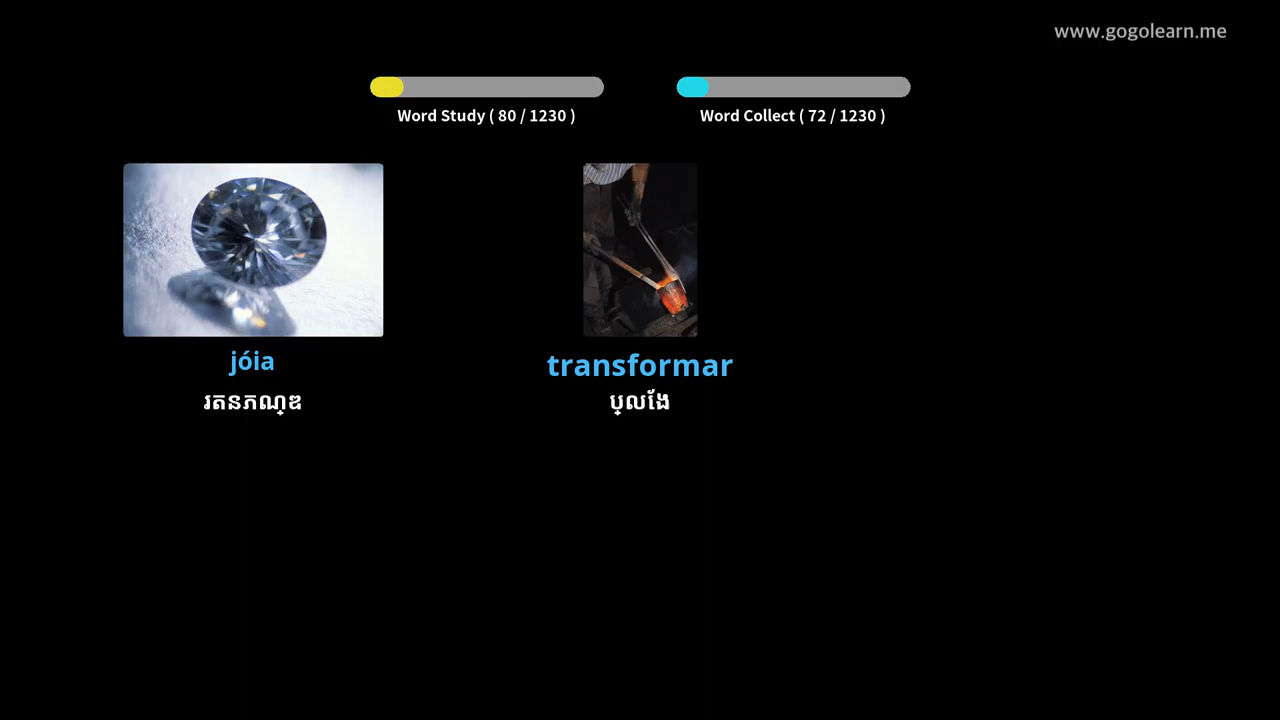 www.gogolearn.me
Word Study ( 80 / 1230 )
Word Collect ( 72 / 1230 )
jóia
រតនភណ្ឌ
transformar
ប្លែង